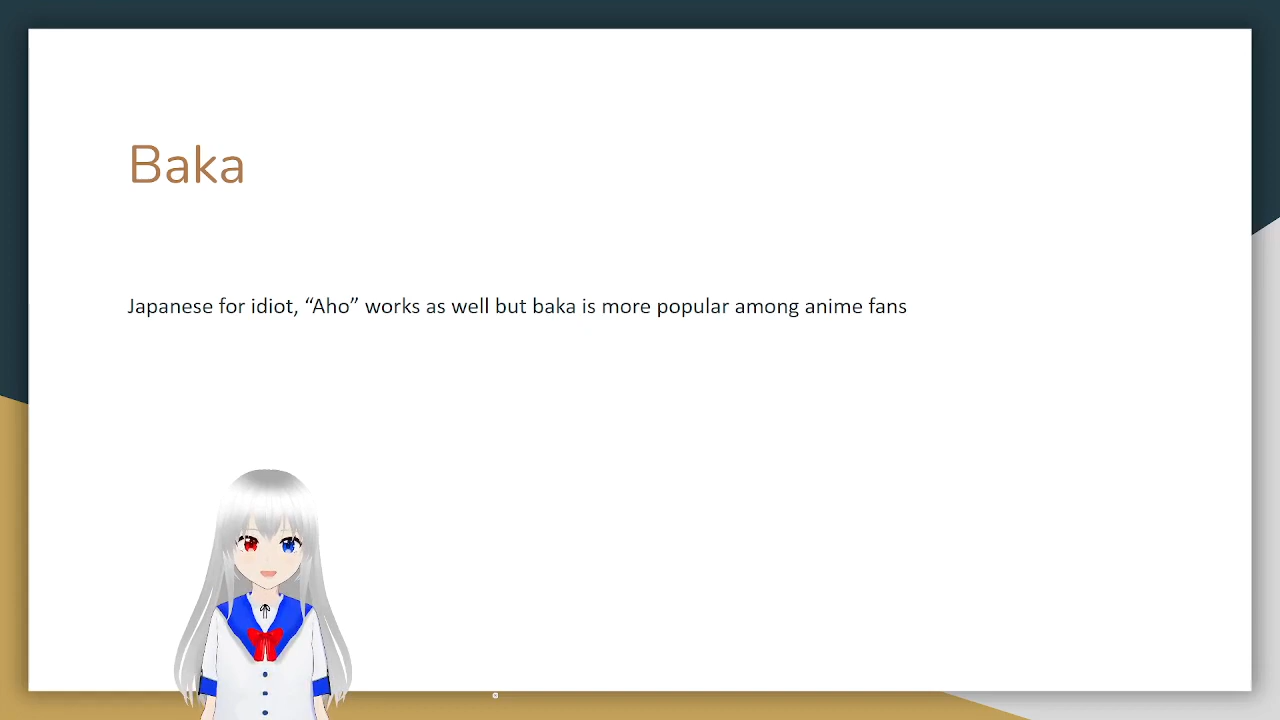 Baka
Japanese for idiot, “Aho” works as well but baka is more popular among anime fans